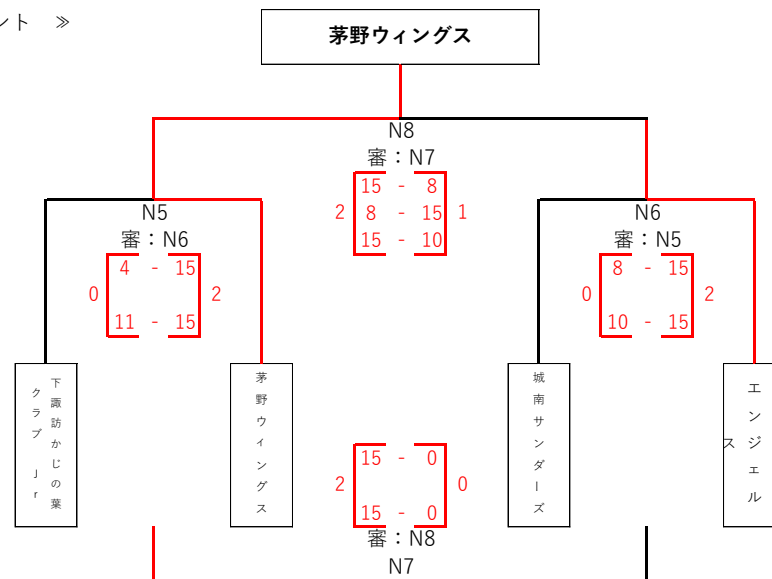 ント ≫
茅野ウィングス
N8
審：N7
15 - 8
2 8 - 15 1
15 - 10
N5
審：N6
4 - 15
0 2
11 - 15
N6
審：N5
8 - 15
0 2
10 - 15
下諏訪かじの葉
クラブ Jr
茅野ウィングス
城南サンダーズ
エンジェル
ス
15 - 0
2 0
15 - 0
審：N8
N7